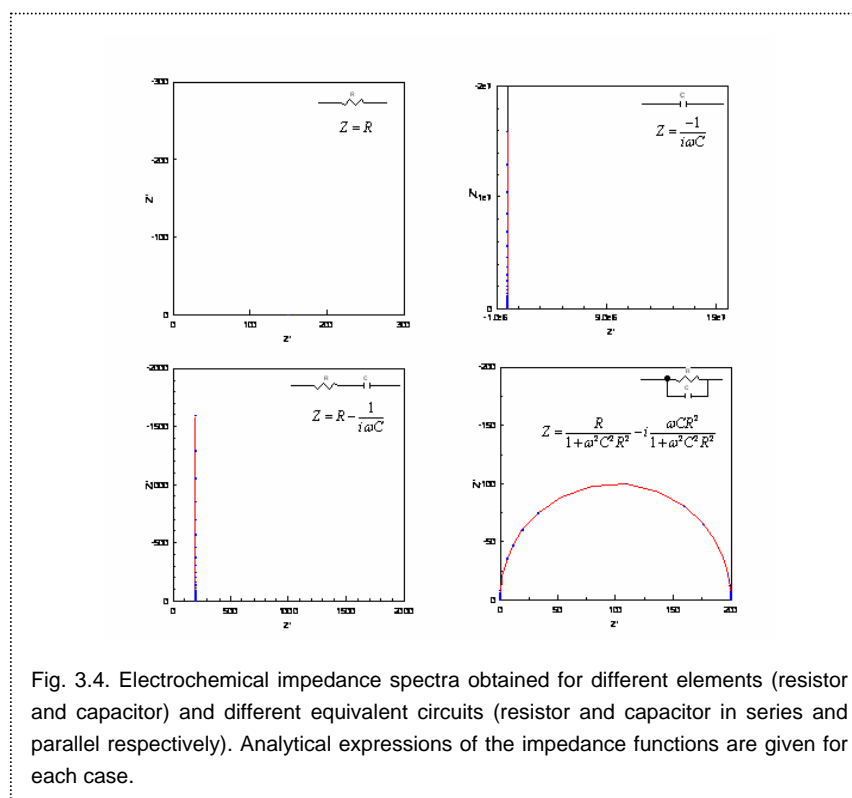 -300
-200
-100
0
0
100
200
300
Z'
Z''
R
Z = R
-2e7
-1e7
0
-1.0e6
5.0e6
1.5e7
Z'
Z''
C
Z = -1 / iωC
-2000
-1500
-1000
-500
0
0
500
1000
1500
2000
Z'
Z''
R C
Z = R - 1 / iωC
-200
-150
-100
-50
0
0
50
100
150
200
Z'
Z''
R
C
Z = R / 1+ω²C²R² - i ωCR² / 1+ω²C²R²
Fig. 3.4. Electrochemical impedance spectra obtained for different elements (resistor
and capacitor) and different equivalent circuits (resistor and capacitor in series and
parallel respectively). Analytical expressions of the impedance functions are given for
each case.